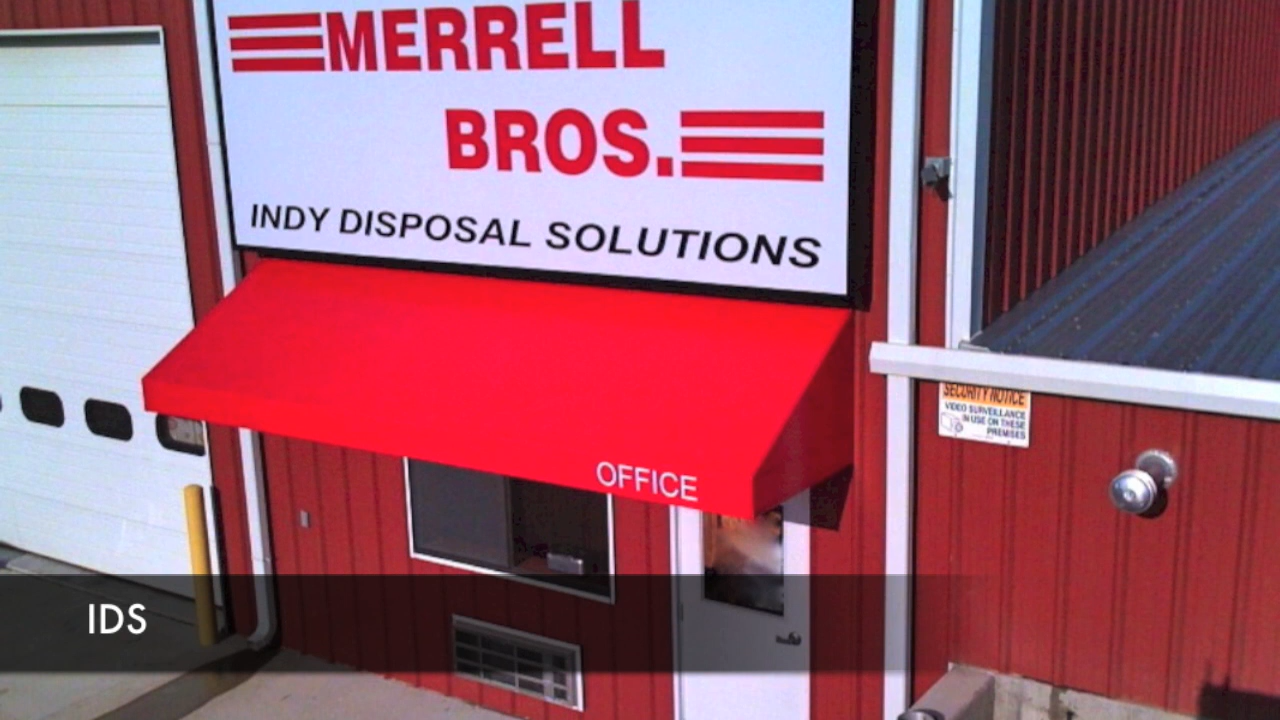 MERRELL
BROS.
INDY DISPOSAL SOLUTIONS
OFFICE
SECURITY NOTICE
VIDEO SURVEILLANCE
IN USE ON THESE
PREMISES
IDS